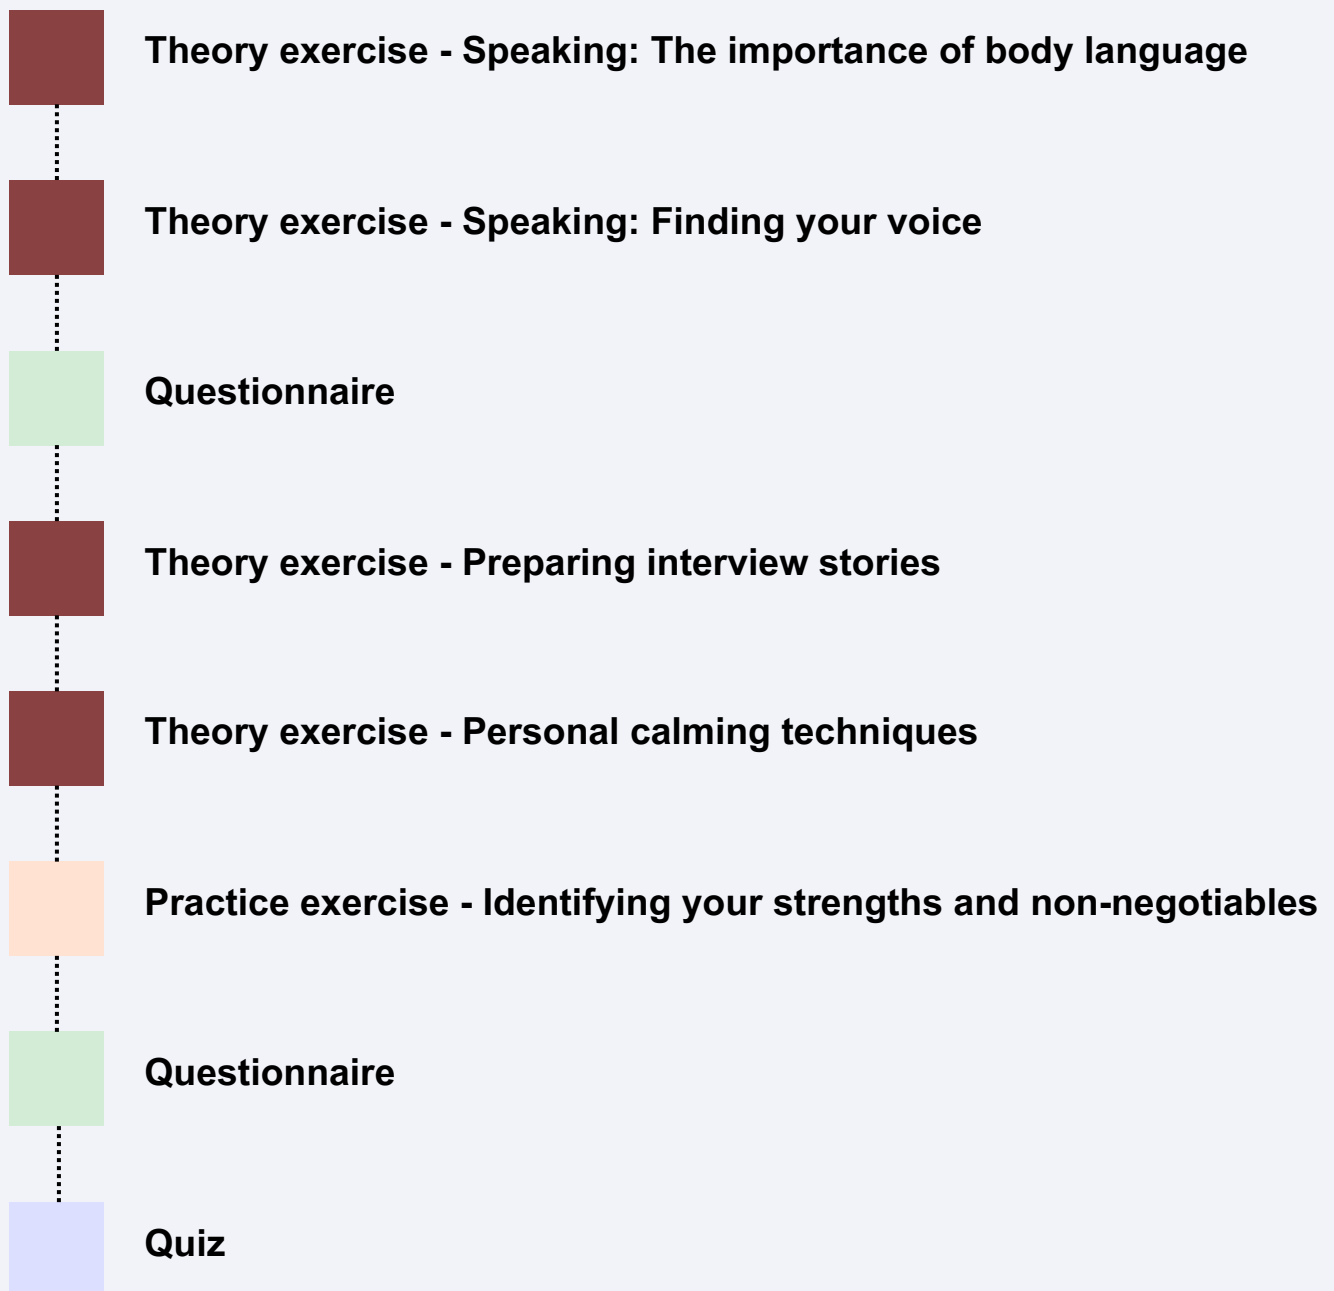 Theory exercise - Speaking: The importance of body language
Theory exercise - Speaking: Finding your voice
Questionnaire
Theory exercise - Preparing interview stories
Theory exercise - Personal calming techniques
Practice exercise - Identifying your strengths and non-negotiables
Questionnaire
Quiz